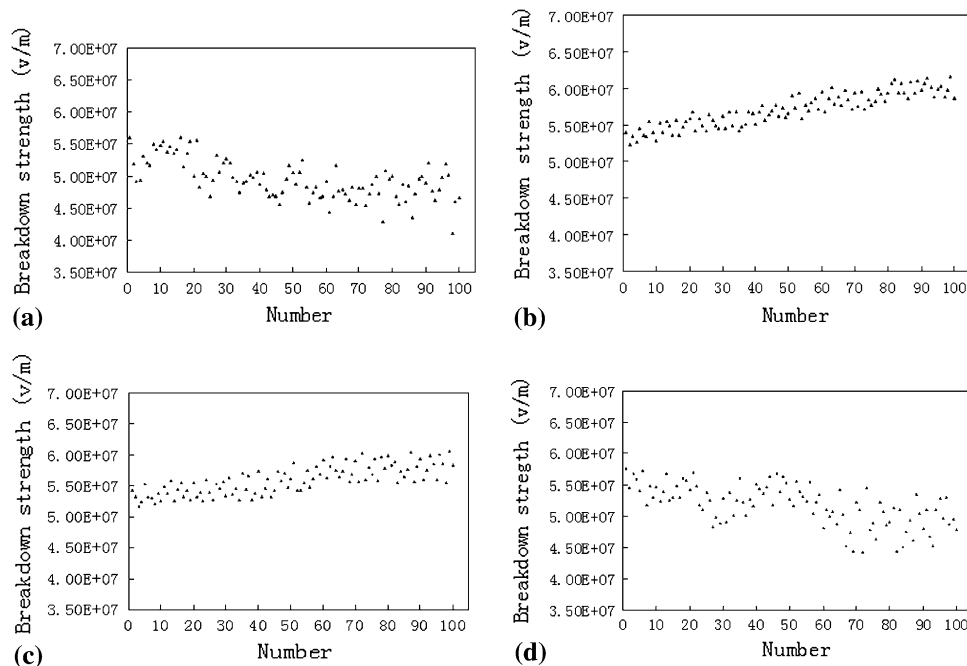 Breakdown strength (v/m)
7.00E+07
6.50E+07
6.00E+07
5.50E+07
5.00E+07
4.50E+07
4.00E+07
3.50E+07
0 10 20 30 40 50 60 70 80 90 100
Number
(a)
Breakdown strength (v/m)
7.00E+07
6.50E+07
6.00E+07
5.50E+07
5.00E+07
4.50E+07
4.00E+07
3.50E+07
0 10 20 30 40 50 60 70 80 90 100
Number
(b)
Breakdown strength (v/m)
7.00E+07
6.50E+07
6.00E+07
5.50E+07
5.00E+07
4.50E+07
4.00E+07
3.50E+07
0 10 20 30 40 50 60 70 80 90 100
Number
(c)
Breakdown stregth (v/m)
7.00E+07
6.50E+07
6.00E+07
5.50E+07
5.00E+07
4.50E+07
4.00E+07
3.50E+07
0 10 20 30 40 50 60 70 80 90 100
Number
(d)